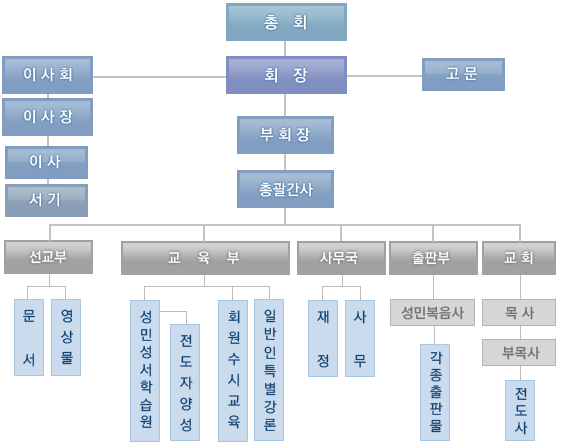 총 회
이 사 회
회 장
고 문
이 사 장
부 회 장
이 사
총괄간사
서 기
선교부
교 육 부
사무국
출판부
교 회
문 서
영상물
성민성서학습원
전도자양성
회원수시교육
일반인특별강론
재 정
사 무
성민복음사
각종출판물
목 사
부목사
전도사